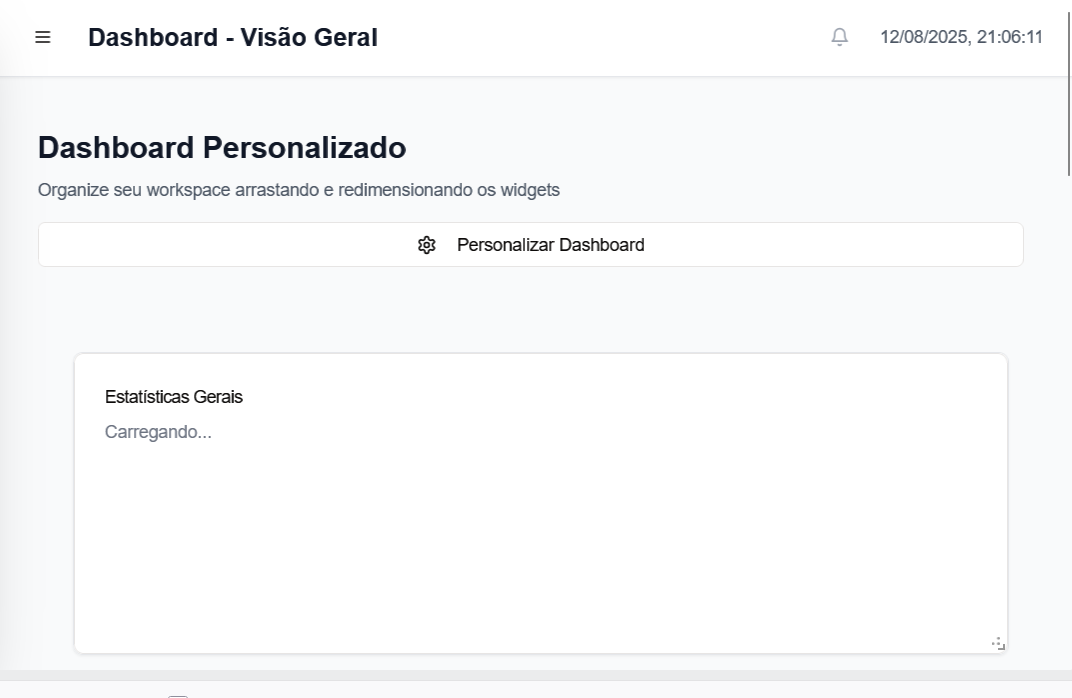 Dashboard - Visão Geral
12/08/2025, 21:06:11
Dashboard Personalizado
Organize seu workspace arrastando e redimensionando os widgets
Personalizar Dashboard
Estatísticas Gerais
Carregando...